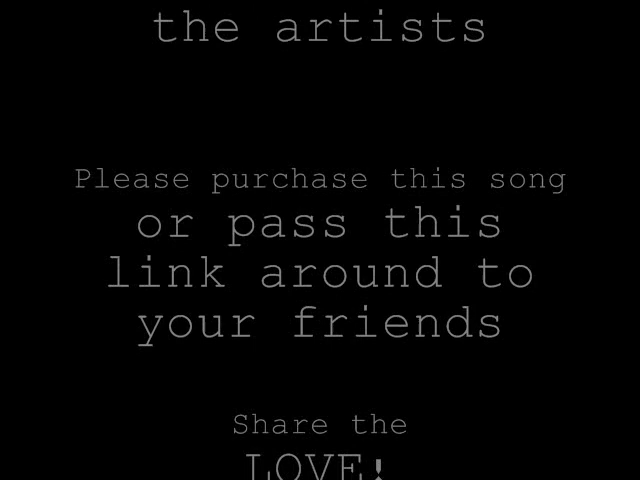 the artists
Please purchase this song
or pass this
link around to
your friends
Share the
LOVE!